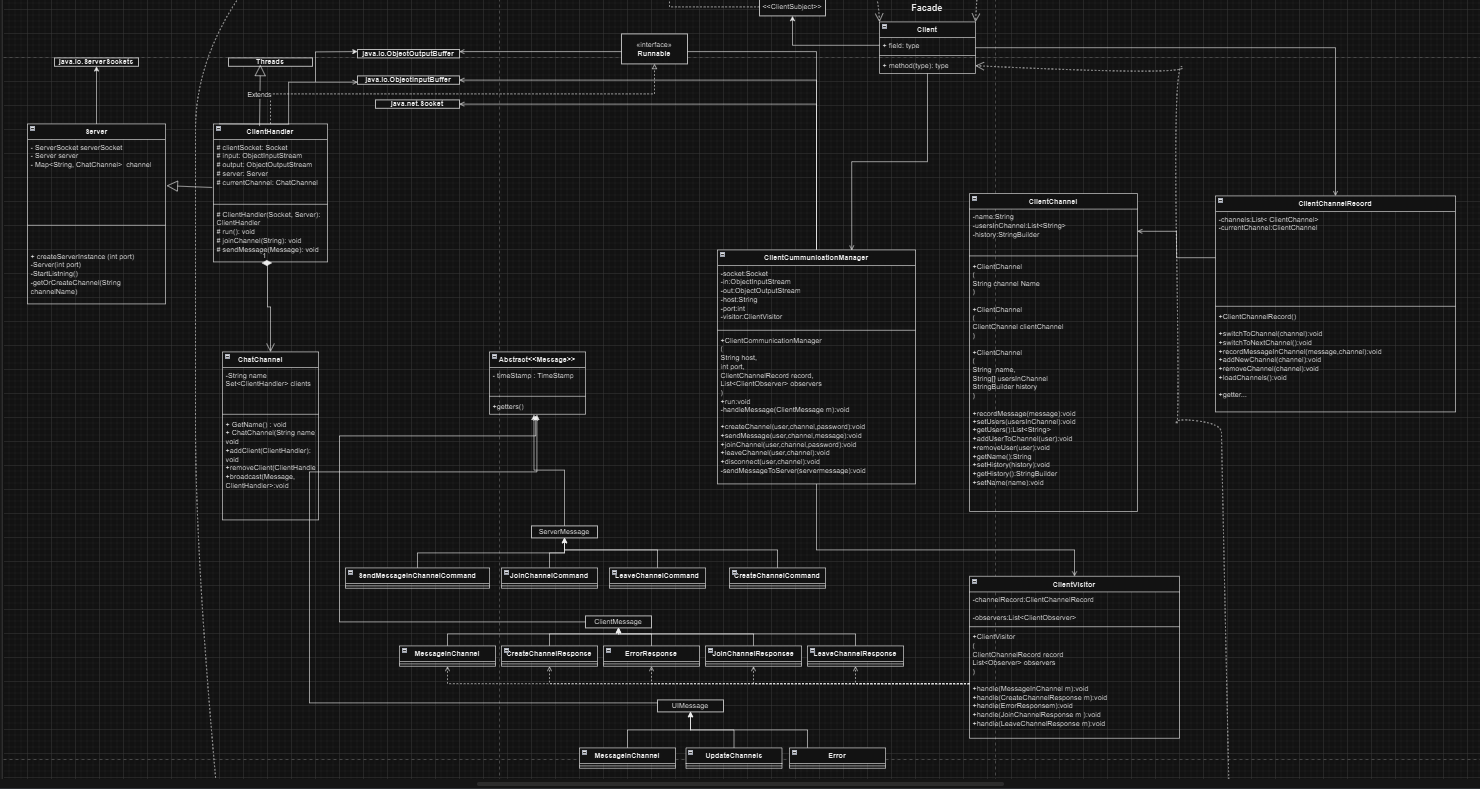 <<ClientSubject>>
Facade
Client
+ field: type
+ method(type): type
«interface»
Runnable
java.io.ObjectOutputBuffer
java.io.ObjectInputBuffer
java.net.Socket
java.io.ServerSockets
Threads
Extends
Server
- ServerSocket serverSocket
- Server server
- Map<String, ChatChannel> channel
+ createServerInstance (int port)
-Server(int port)
-StartListning()
-getOrCreateChannel(String
channelName)
ClientHandler
# clientSocket: Socket
# input: ObjectInputStream
# output: ObjectOutputStream
# server: Server
# currentChannel: ChatChannel
# ClientHandler(Socket, Server):
ClientHandler
# run(): void
# joinChannel(String): void
# sendMessage(Message): void
1
ChatChannel
-String name
Set<ClientHandler> clients
+ GetName() : void
+ ChatChannel(String name
void
+addClient(ClientHandler):
void
+removeClient(ClientHandle
+broadcast(Message,
ClientHandler>:void
Abstract<<Message>>
- timeStamp : TimeStamp
+getters()
ClientCummunicationManager
-socket:Socket
-in:ObjectInputStream
-out:ObjectOutputStream
-host:String
-port:int
-visitor:ClientVisitor
+ClientCommunicationManager
(
String host,
int port,
ClientChannelRecord record,
List<ClientObserver> observers
)
+run:void
-handleMessage(ClientMessage m):void
+createChannel(user,channel,password):void
+sendMessage(user,channel,message):void
+joinChannel(user,channel,password):void
+leaveChannel(user,channel):void
+ disconnect(user,channel):void
-sendMessageToServer(servermessage):void
ClientChannel
-name:String
-usersInChannel:List<String>
-history:StringBuilder
+ClientChannel
(
String channel Name
)
+ClientChannel
(
ClientChannel clientChannel
)
+ClientChannel
(
String name,
String[] usersInChannel
StringBuilder history
)
+recordMessage(message):void
+setUsers(usersInChannel):void
+getUsers():List<String>
+addUserToChannel(user):void
+removeUser(user):void
+getName():String
+setHistory(history):void
+getHistory():StringBuilder
+setName(name):void
ClientChannelRecord
-channels:List< ClientChannel>
-currentChannel:ClientChannel
+ClientChannelRecord()
+switchToChannel(channel):void
+switchToNextChannel():void
+recordMessageInChannel(message,channel):void
+addNewChannel(channel):void
+removeChannel(channel):void
+loadChannels():void
+getter...
ServerMessage
SendMessageInChannelCommand
JoinChannelCommand
LeaveChannelCommand
CreateChannelCommand
ClientMessage
MessageInChannel
CreateChannelResponse
ErrorResponse
JoinChannelResponse
LeaveChannelResponse
ClientVisitor
-channelRecord:ClientChannelRecord
-observers:List<ClientObserver>
+ClientVisitor
(
ClientChannelRecord record
List<Observer> observers
)
+handle(MessageInChannel m):void
+handle(CreateChannelResponse m):void
+handle(ErrorResponsem):void
+handle(JoinChannelResponse m ):void
+handle(LeaveChannelResponse m):void
UIMessage
MessageInChannel
UpdateChannels
Error